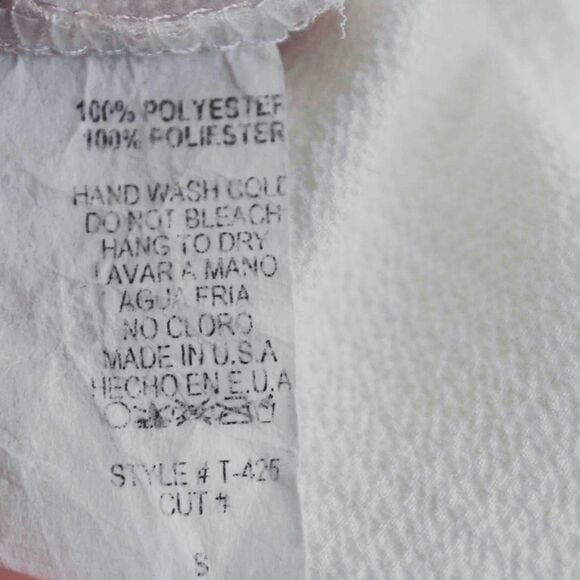 100% POLYESTER
100% POLIESTER
HAND WASH COLD
DO NOT BLEACH
HANG TO DRY
LAVAR A MANO
AGUA FRIA
NO CLORO
MADE IN U.S.A
HECHO EN E.U.A
STYLE # T-426
CUT #
S